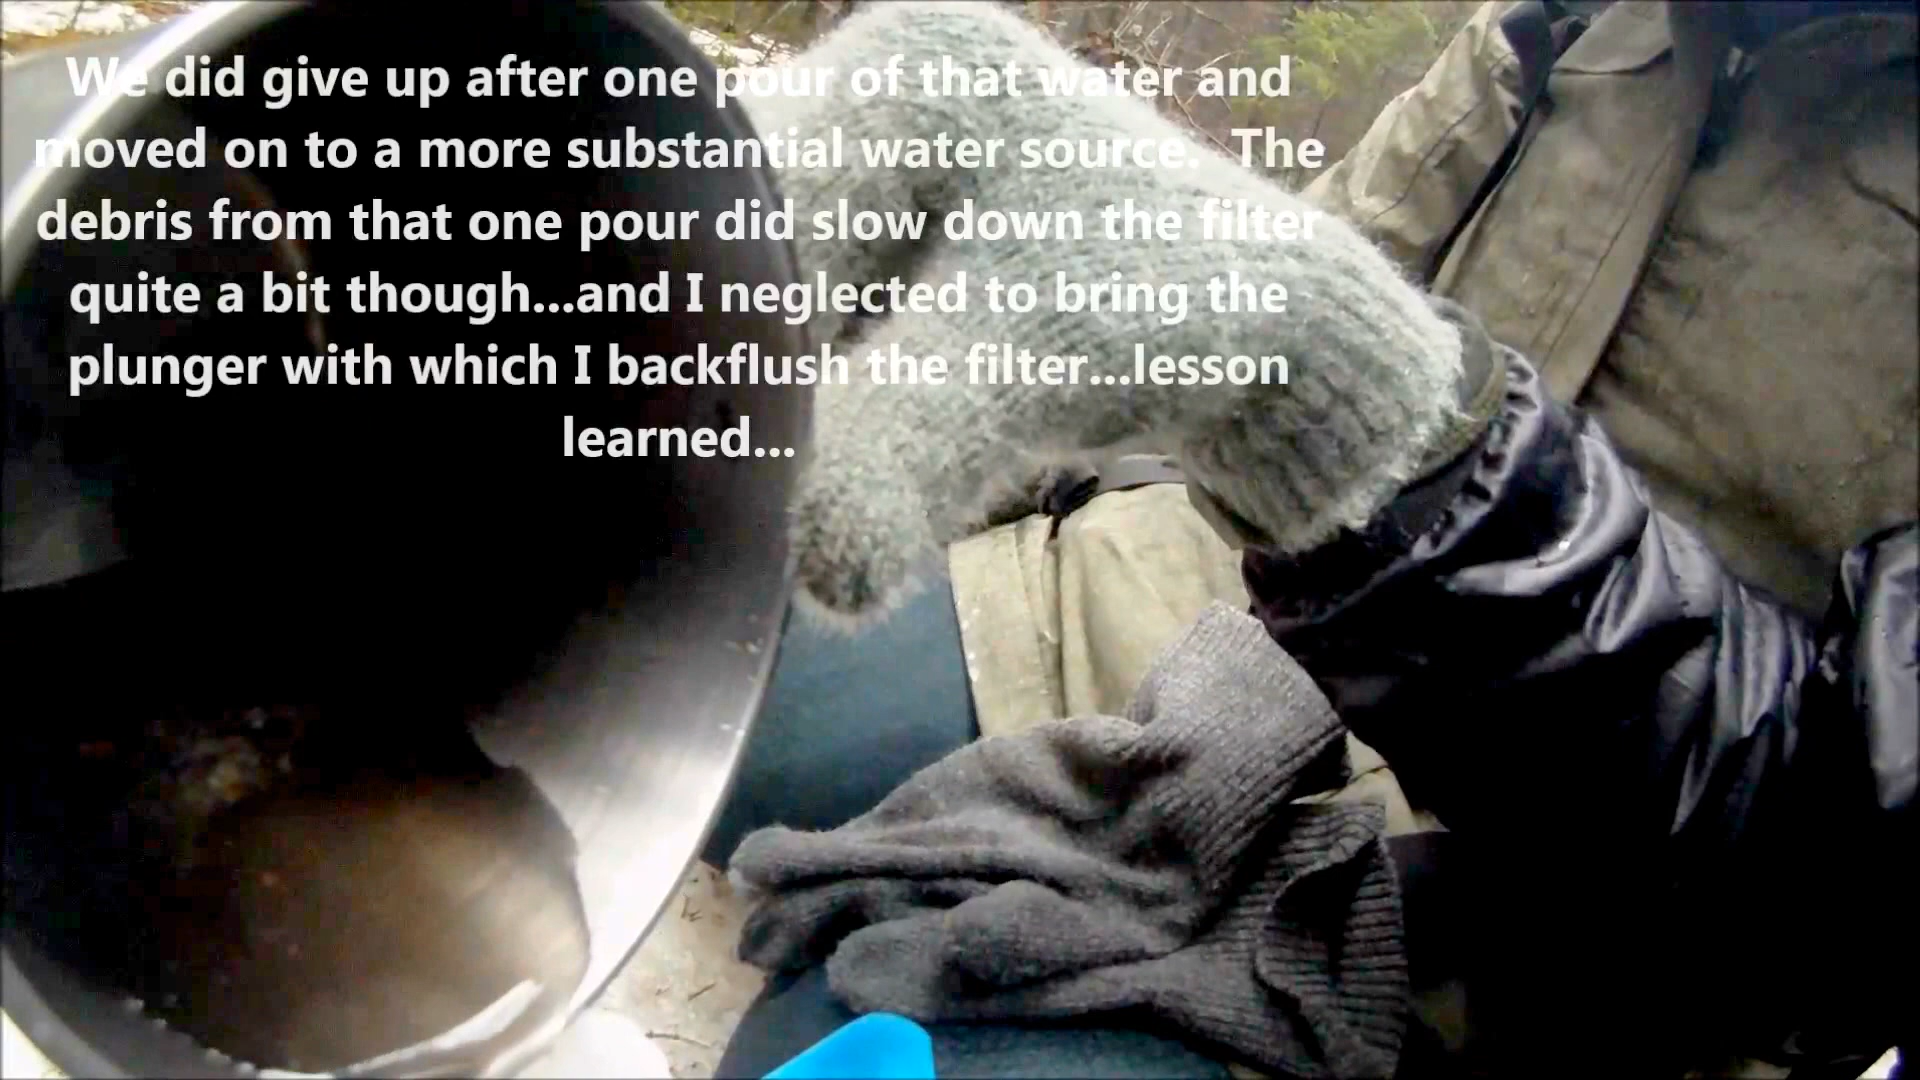 We did give up after one pour of that water and
moved on to a more substantial water source.  The
debris from that one pour did slow down the filter
quite a bit though...and I neglected to bring the
plunger with which I backflush the filter...lesson
learned...